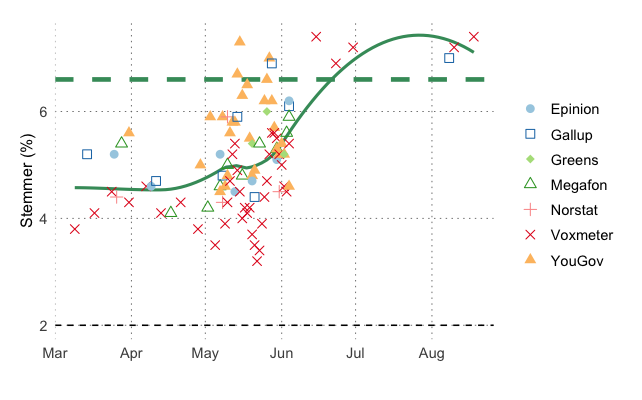 Stemmer (%)
6
4
2
Mar Apr May Jun Jul Aug
Epinion
Gallup
Greens
Megafon
Norstat
Voxmeter
YouGov